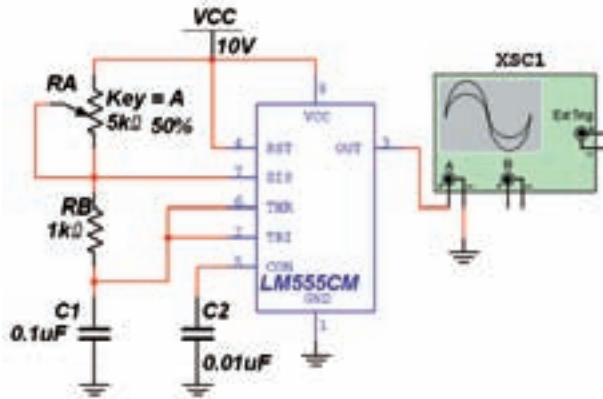 VCC
10V
XSC1
RA
Key = A
5kΩ 50%
8
VCC
Ext Trig
4
RST
OUT
3
A
B
7
DIS
RB
1kΩ
6
THR
2
TRI
5
CON
LM555CM
GND
1
C1
0.1uF
C2
0.01uF